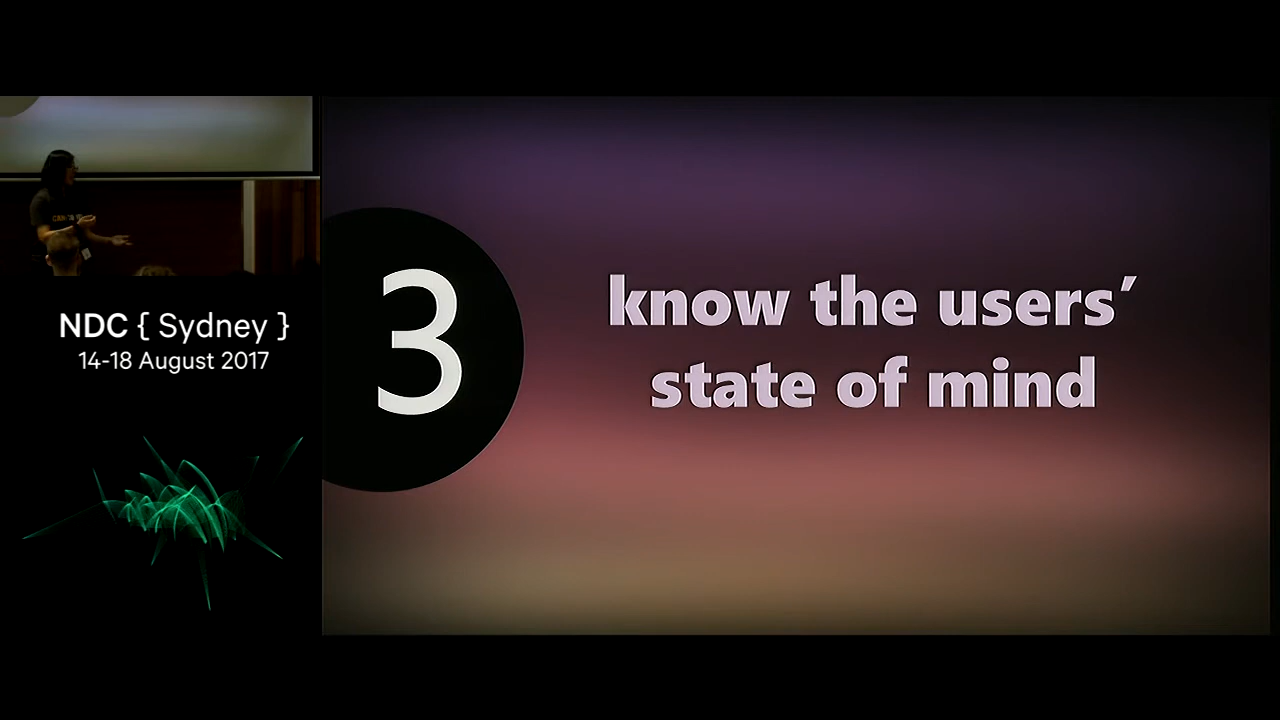 NDC { Sydney }
14-18 August 2017
3
know the users′
state of mind